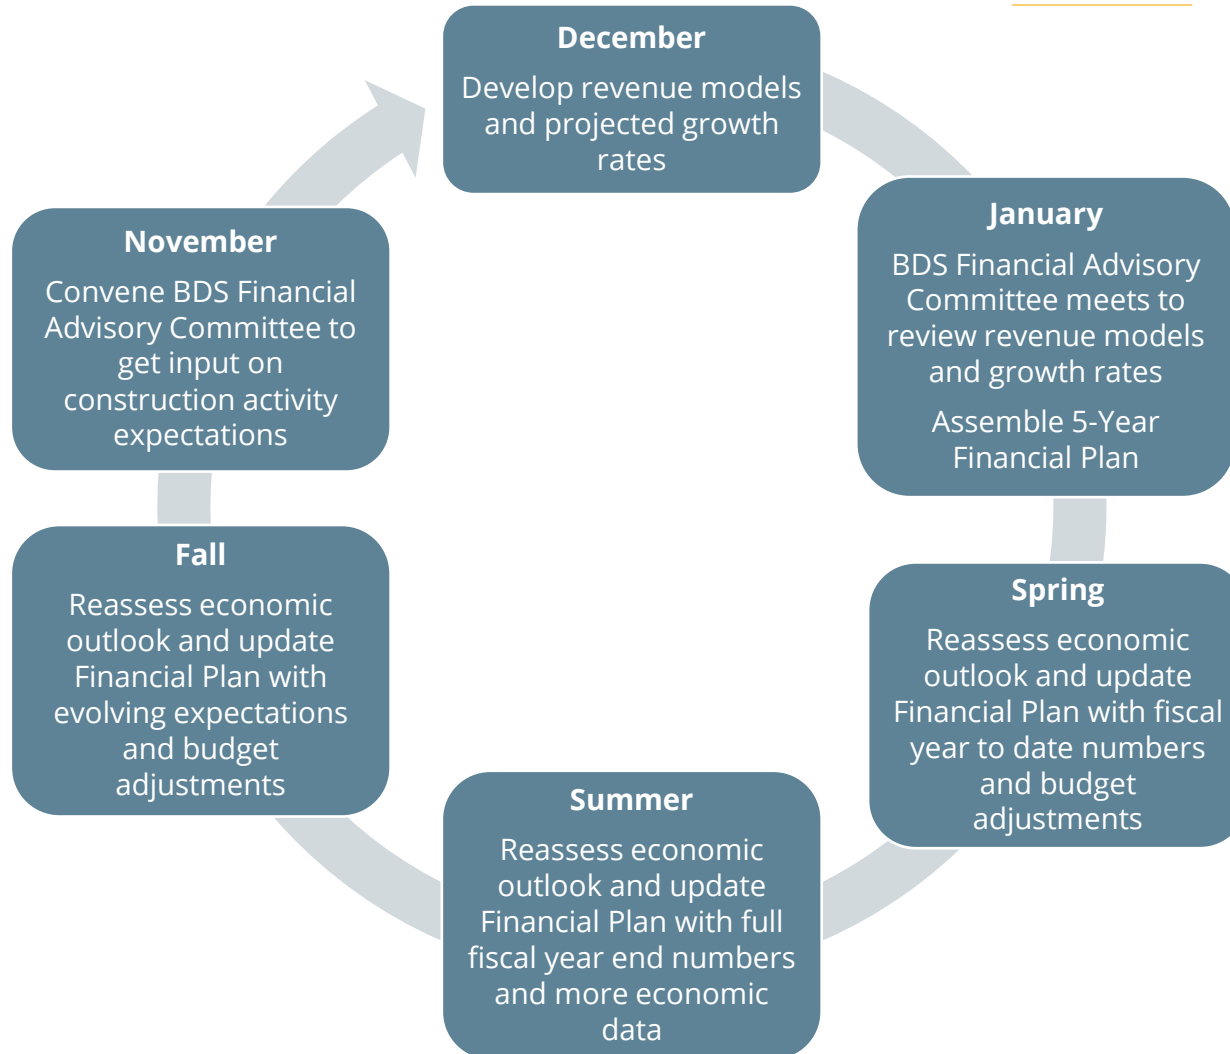 December
Develop revenue models
and projected growth
rates
January
BDS Financial Advisory
Committee meets to
review revenue models
and growth rates
Assemble 5-Year
Financial Plan
Spring
Reassess economic
outlook and update
Financial Plan with fiscal
year to date numbers
and budget
adjustments
Summer
Reassess economic
outlook and update
Financial Plan with full
fiscal year end numbers
and more economic
data
Fall
Reassess economic
outlook and update
Financial Plan with
evolving expectations
and budget
adjustments
November
Convene BDS Financial
Advisory Committee to
get input on
construction activity
expectations